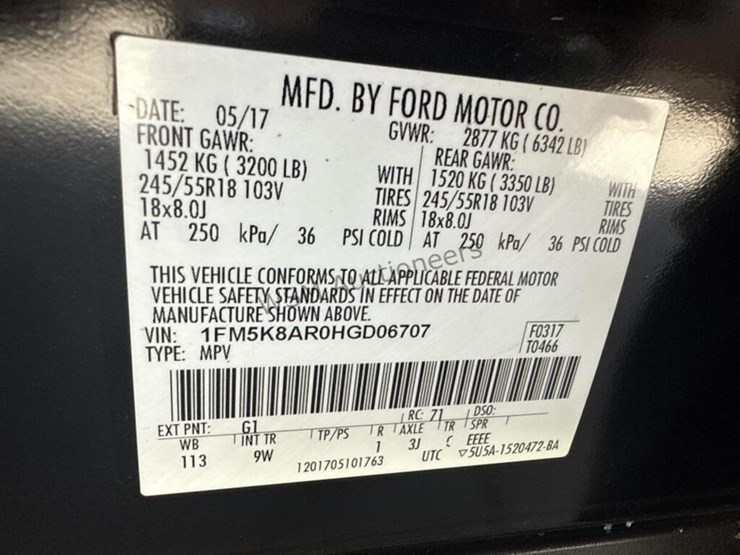 MFD. BY FORD MOTOR CO.
DATE: 05/17
GVWR: 2877 KG ( 6342 LB)
FRONT GAWR:
1452 KG ( 3200 LB) WITH
245/55R18 103V TIRES
18x8.0J RIMS
AT 250 kPa/ 36 PSI COLD
REAR GAWR:
1520 KG ( 3350 LB) WITH
245/55R18 103V TIRES
18x8.0J RIMS
AT 250 kPa/ 36 PSI COLD
THIS VEHICLE CONFORMS TO ALL APPLICABLE FEDERAL MOTOR
VEHICLE SAFETY STANDARDS IN EFFECT ON THE DATE OF
MANUFACTURE SHOWN ABOVE.
VIN: 1FM5K8AR0HGD06707
TYPE: MPV
F0317
T0466
EXT PNT: G1 RC: 71 DSO:
WB INT TR TP/PS R AXLE TR SPR
113 9W 1 3J C EEEE
1201705101763 UTC ▽5U5A-1520472-BA
Auctioneers